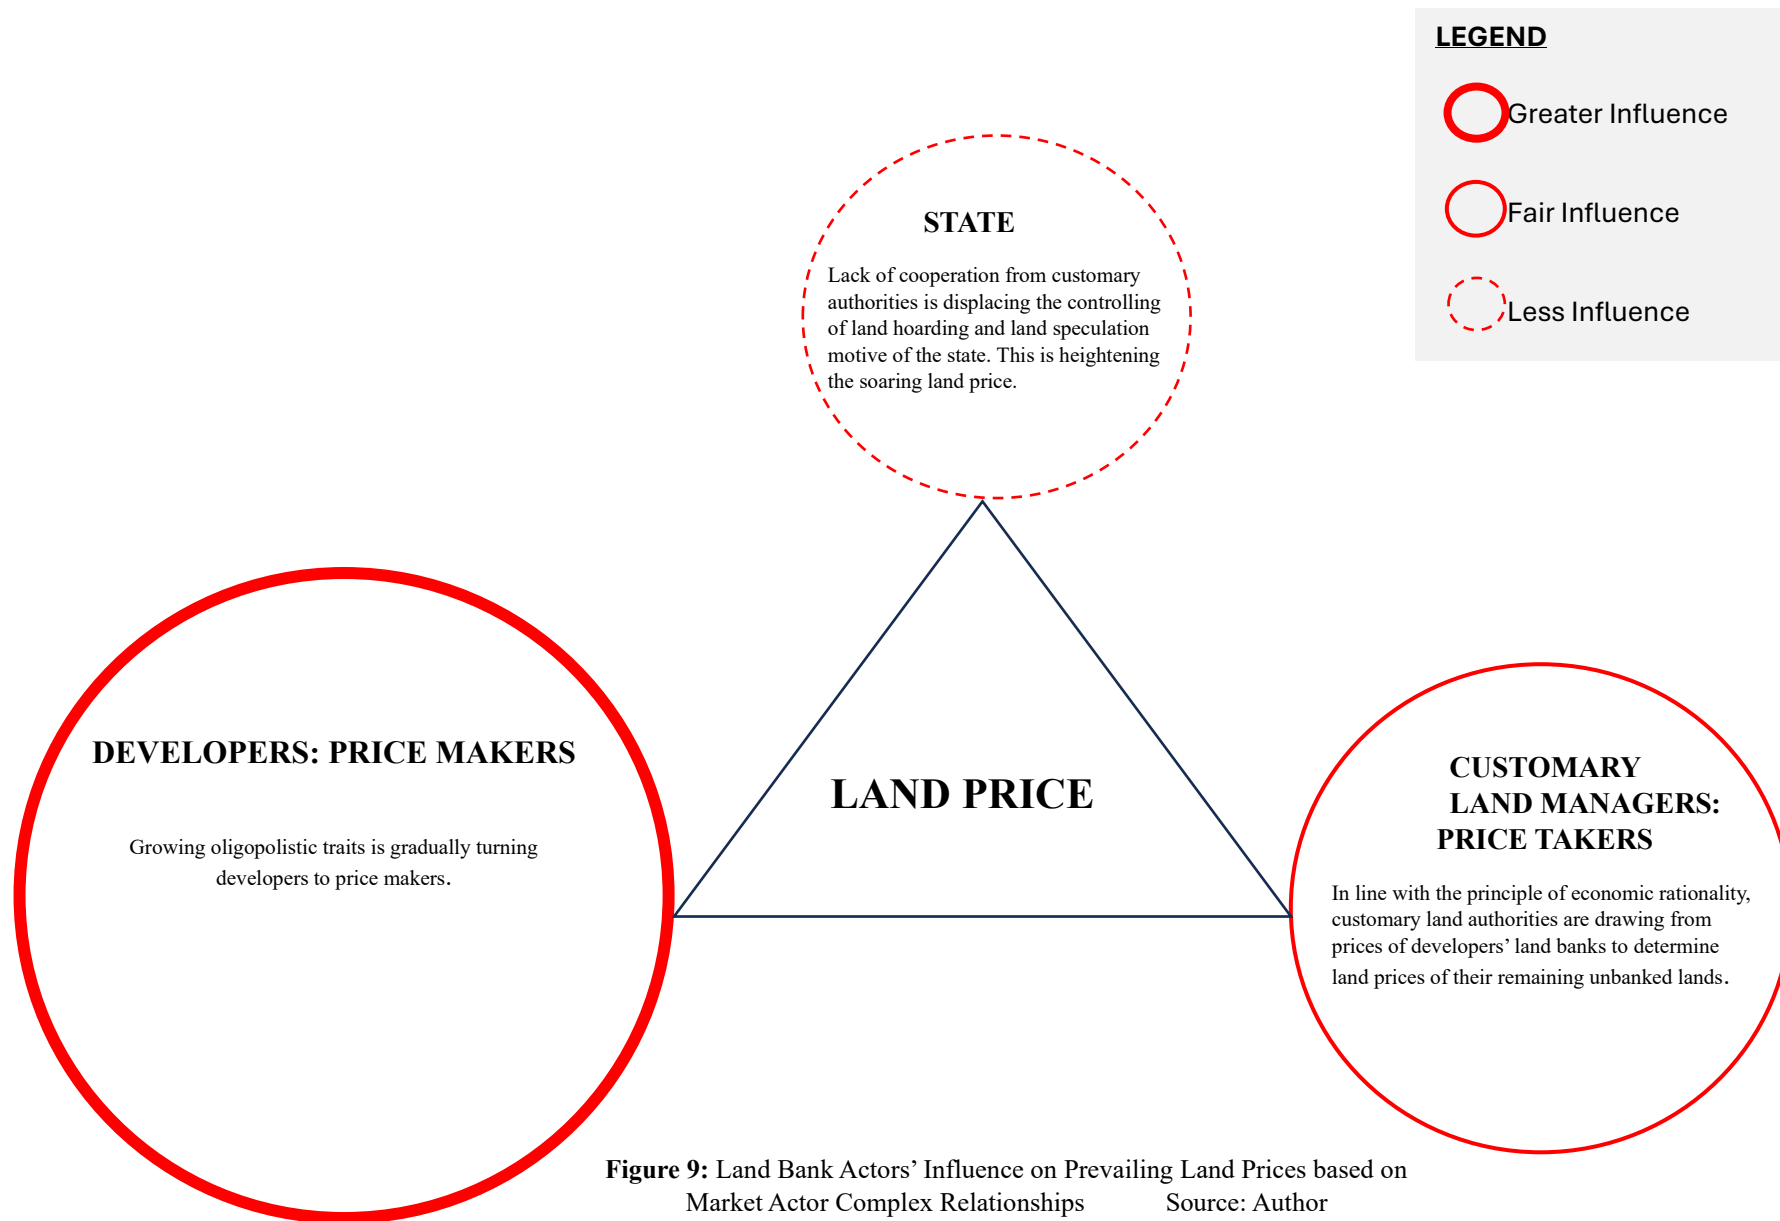 LEGEND
Greater Influence
Fair Influence
Less Influence
STATE
Lack of cooperation from customary
authorities is displacing the controlling
of land hoarding and land speculation
motive of the state. This is heightening
the soaring land price.
DEVELOPERS: PRICE MAKERS
Growing oligopolistic traits is gradually turning
developers to price makers.
LAND PRICE
CUSTOMARY
LAND MANAGERS:
PRICE TAKERS
In line with the principle of economic rationality,
customary land authorities are drawing from
prices of developers’ land banks to determine
land prices of their remaining unbanked lands.
Figure 9: Land Bank Actors’ Influence on Prevailing Land Prices based on
Market Actor Complex Relationships Source: Author